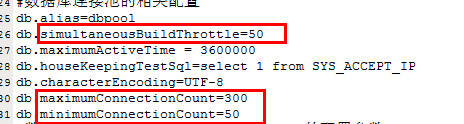 24 #数据库连接池的相关配置
25 db.alias=dbpool
26 db.simultaneousBuildThrottle=50
27 db.maximumActiveTime = 3600000
28 db.houseKeepingTestSql=select 1 from SYS_ACCEPT_IP
29 db.characterEncoding=UTF-8
30 db.maximumConnectionCount=300
31 db.minimumConnectionCount=50